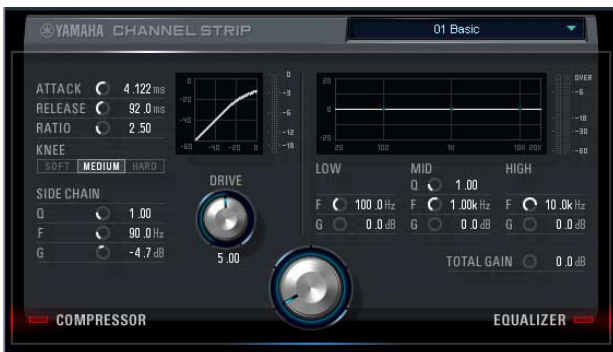 YAMAHA CHANNEL STRIP
01 Basic
ATTACK 4.122 ms
RELEASE 92.0 ms
RATIO 2.50
KNEE
SOFT MEDIUM HARD
SIDE CHAIN
Q 1.00
F 90.0 Hz
G -4.7 dB
0
-20
-40
-60 -40 -20 0
0
-3
-6
-12
-18
DRIVE
5.00
20
0
-20
20 100 1K 10K 20K
OVER
-6
-18
-30
-60
LOW MID HIGH
Q 1.00
F 100.0 Hz F 1.00k Hz F 10.0k Hz
G 0.0 dB G 0.0 dB G 0.0 dB
TOTAL GAIN 0.0 dB
COMPRESSOR
EQUALIZER